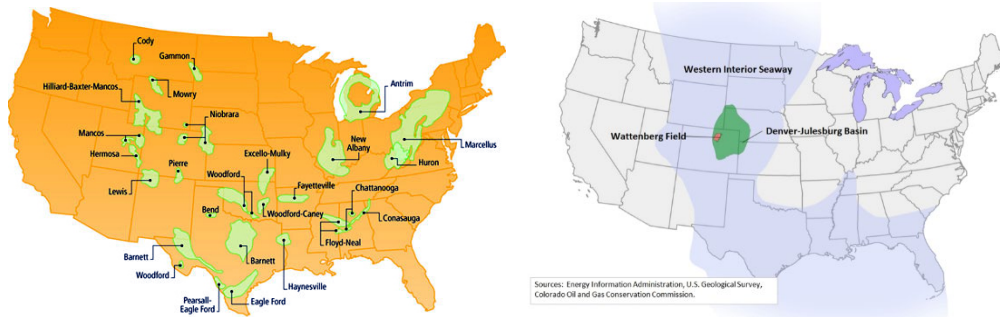 Cody
Gammon
Hilliard-Baxter-Mancos
Mowry
Antrim
Niobrara
Mancos
Hermosa
New
Albany
Marcellus
Pierre
Excello-Mulky
Huron
Lewis
Woodford
Fayetteville
Chattanooga
Bend
Woodford-Caney
Conasauga
Floyd-Neal
Barnett
Barnett
Woodford
Haynesville
Pearsall-
Eagle Ford
Eagle Ford
Western Interior Seaway
Wattenberg Field
Denver-Julesburg Basin
Sources: Energy Information Administration, U.S. Geological Survey,
Colorado Oil and Gas Conservation Commission.